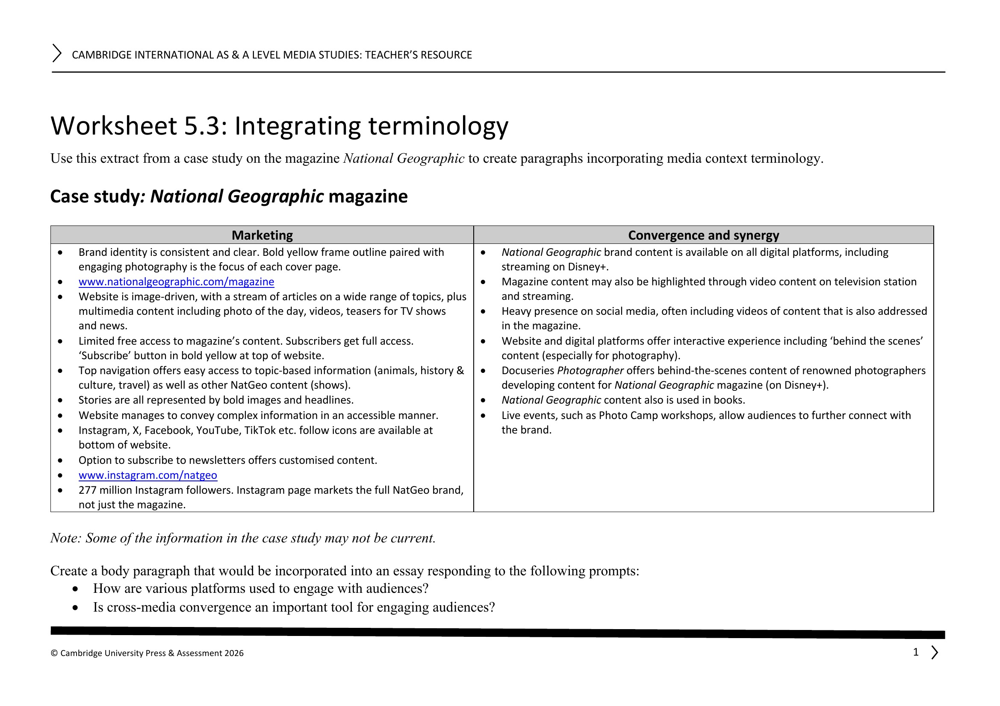 CAMBRIDGE INTERNATIONAL AS & A LEVEL MEDIA STUDIES: TEACHER’S RESOURCE
Worksheet 5.3: Integrating terminology
Use this extract from a case study on the magazine National Geographic to create paragraphs incorporating media context terminology.
Case study: National Geographic magazine
Marketing
• Brand identity is consistent and clear. Bold yellow frame outline paired with
engaging photography is the focus of each cover page.
• www.nationalgeographic.com/magazine
• Website is image-driven, with a stream of articles on a wide range of topics, plus
multimedia content including photo of the day, videos, teasers for TV shows
and news.
• Limited free access to magazine’s content. Subscribers get full access.
‘Subscribe’ button in bold yellow at top of website.
• Top navigation offers easy access to topic-based information (animals, history &
culture, travel) as well as other NatGeo content (shows).
• Stories are all represented by bold images and headlines.
• Website manages to convey complex information in an accessible manner.
• Instagram, X, Facebook, YouTube, TikTok etc. follow icons are available at
bottom of website.
• Option to subscribe to newsletters offers customised content.
• www.instagram.com/natgeo
• 277 million Instagram followers. Instagram page markets the full NatGeo brand,
not just the magazine.
Convergence and synergy
• National Geographic brand content is available on all digital platforms, including
streaming on Disney+.
• Magazine content may also be highlighted through video content on television station
and streaming.
• Heavy presence on social media, often including videos of content that is also addressed
in the magazine.
• Website and digital platforms offer interactive experience including ‘behind the scenes’
content (especially for photography).
• Docuseries Photographer offers behind-the-scenes content of renowned photographers
developing content for National Geographic magazine (on Disney+).
• National Geographic content also is used in books.
• Live events, such as Photo Camp workshops, allow audiences to further connect with
the brand.
Note: Some of the information in the case study may not be current.
Create a body paragraph that would be incorporated into an essay responding to the following prompts:
• How are various platforms used to engage with audiences?
• Is cross-media convergence an important tool for engaging audiences?
© Cambridge University Press & Assessment 2026
1